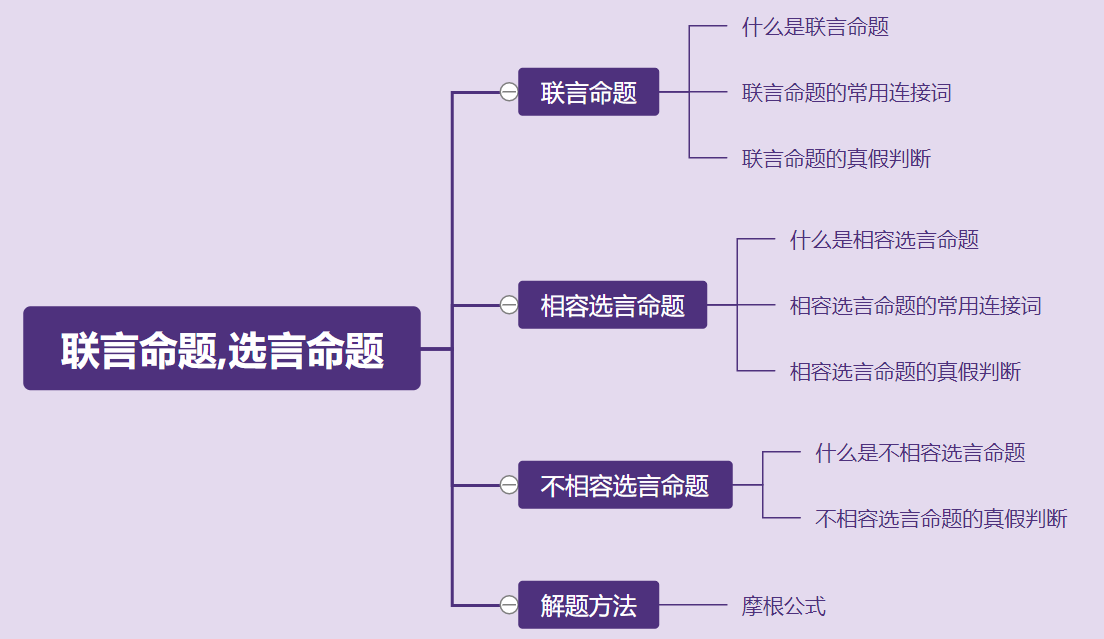 联言命题,选言命题
联言命题
什么是联言命题
联言命题的常用连接词
联言命题的真假判断
相容选言命题
什么是相容选言命题
相容选言命题的常用连接词
相容选言命题的真假判断
不相容选言命题
什么是不相容选言命题
不相容选言命题的真假判断
解题方法
摩根公式